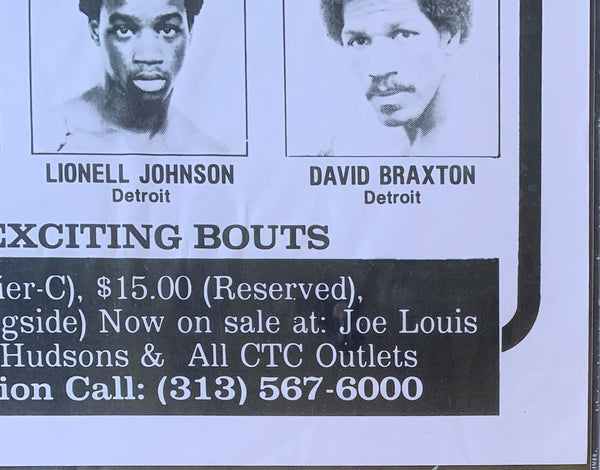 LIONELL JOHNSON
Detroit
DAVID BRAXTON
Detroit
EXCITING BOUTS
ier-C), $15.00 (Reserved),
gside) Now on sale at: Joe Louis
Hudsons & All CTC Outlets
ion Call: (313) 567-6000